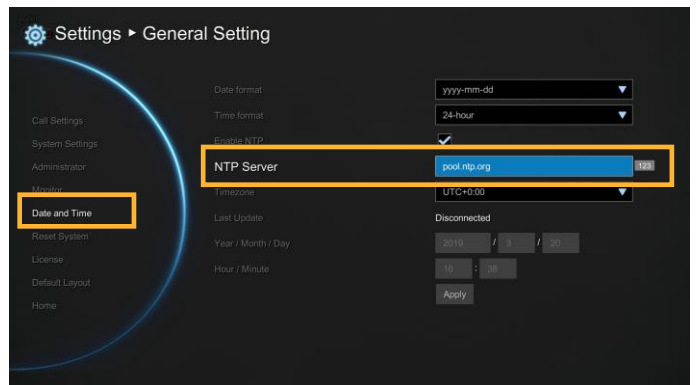 Settings ▸ General Setting
Date format yyyy-mm-dd ▼
Call Settings Time format 24-hour ▼
System Settings Enable NTP
Administrator NTP Server pool.ntp.org 123
Monitor Timezone UTC+0:00 ▼
Date and Time Last Update Disconnected
Reset System Year / Month / Day 2019 / 3 / 20
License Hour / Minute 16 : 38
Default Layout Apply
Home